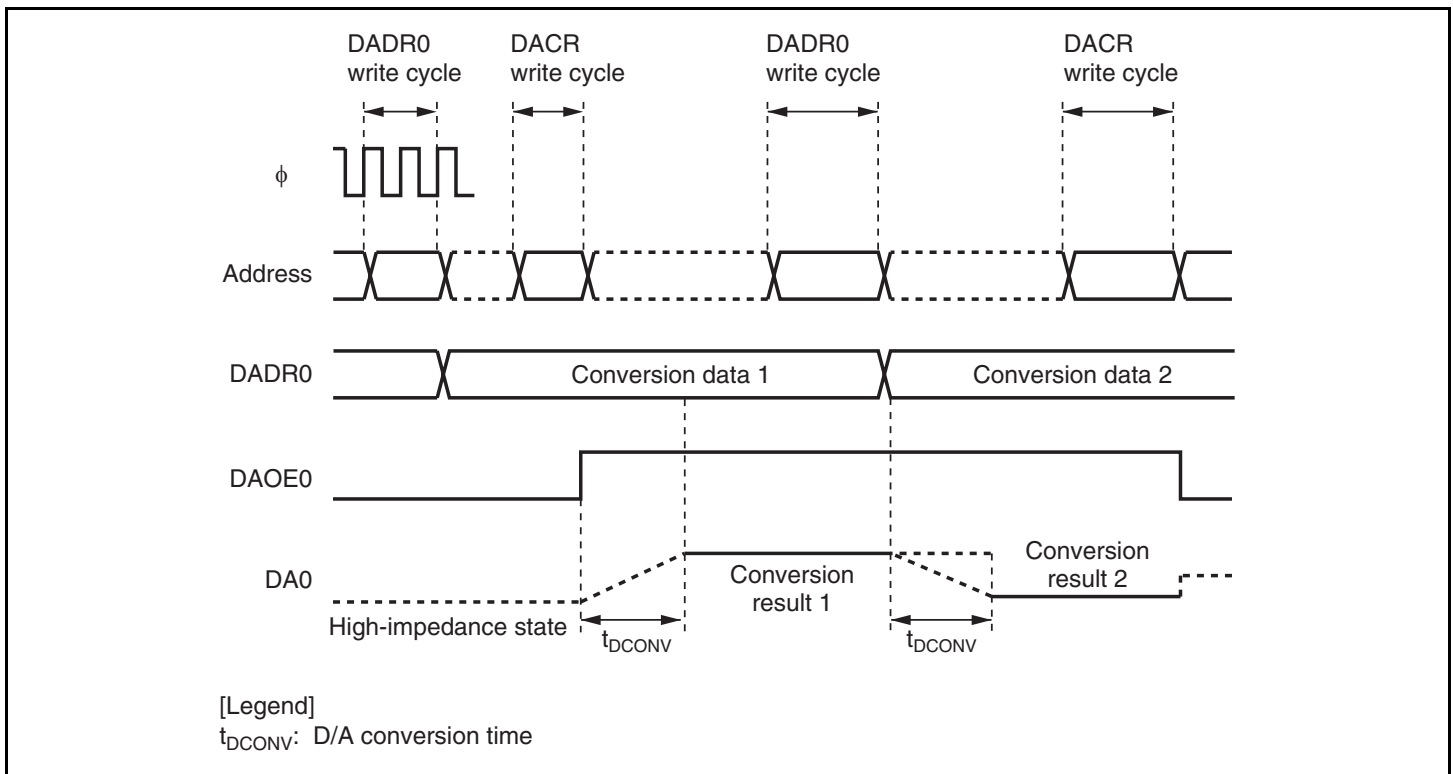 DADR0
write cycle
DACR
write cycle
DADR0
write cycle
DACR
write cycle
ϕ
Address
DADR0
Conversion data 1
Conversion data 2
DAOE0
DA0
Conversion
result 1
Conversion
result 2
High-impedance state
tDCONV
tDCONV
[Legend]
tDCONV: D/A conversion time